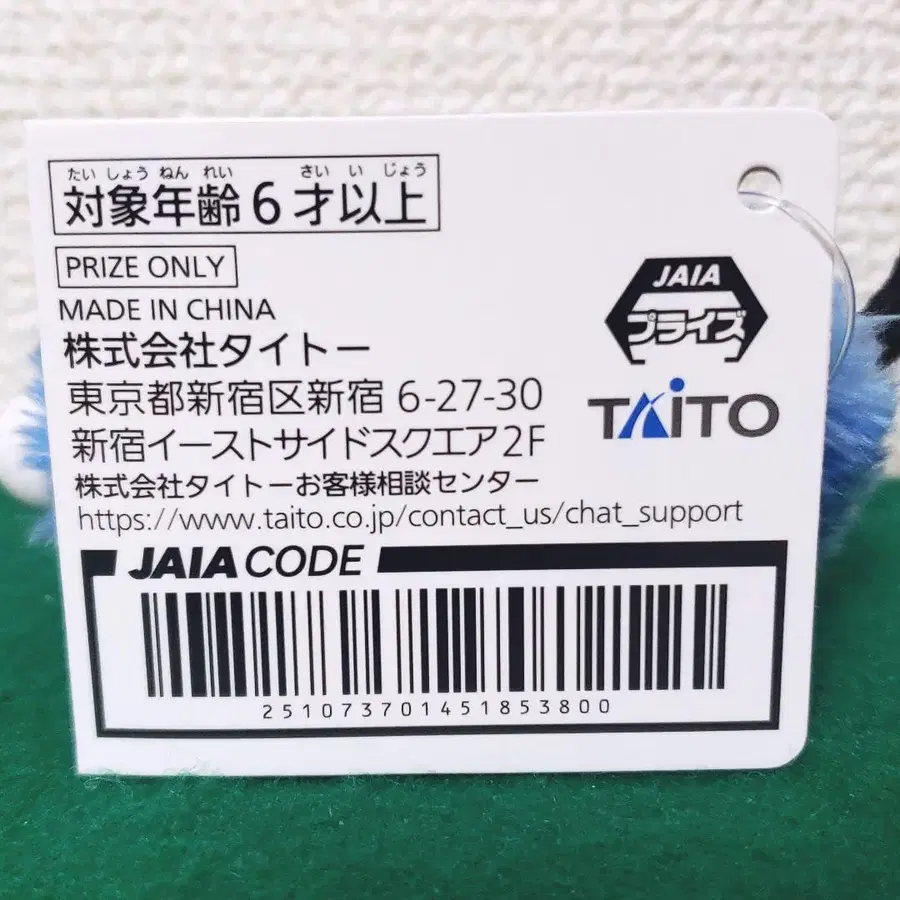 たいしょうねんれい さいいじょう
対象年齢6才以上
PRIZE ONLY
MADE IN CHINA
株式会社タイトー
東京都新宿区新宿 6-27-30
新宿イーストサイドスクエア2F
株式会社タイトーお客様相談センター
https://www.taito.co.jp/contact_us/chat_support
JAIA
プライズ
TAITO
JAIA CODE
251073701451853800